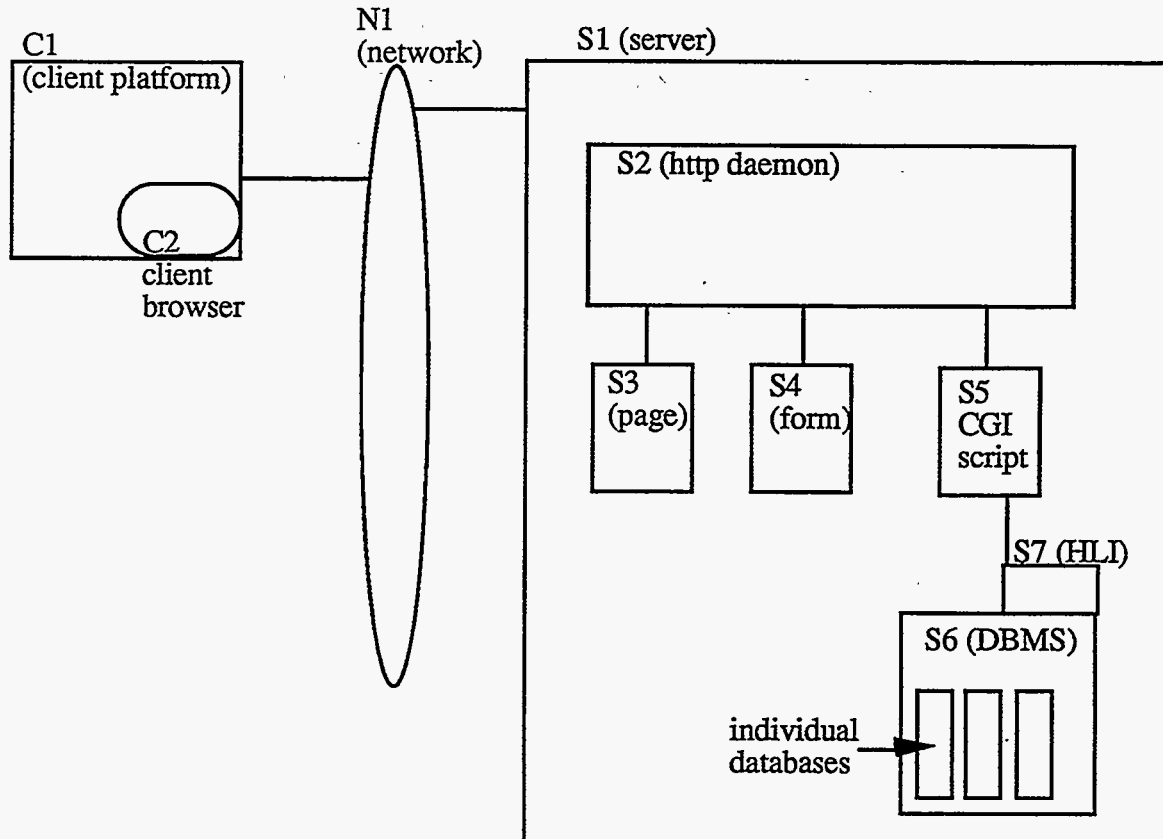 C1
(client platform)
C2
client
browser
N1
(network)
S1 (server)
S2 (http daemon)
S3
(page)
S4
(form)
S5
CGI
script
S7 (HLI)
S6 (DBMS)
individual
databases